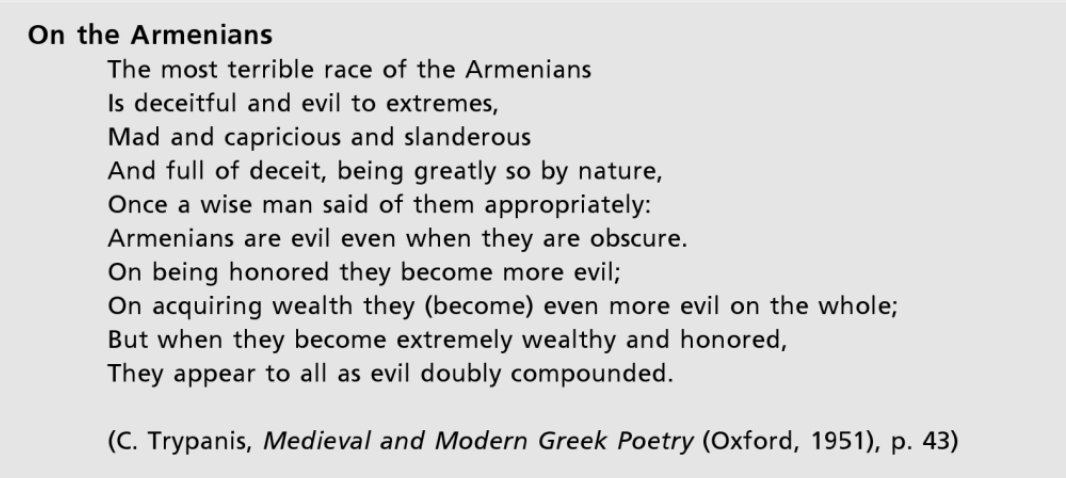 On the Armenians
The most terrible race of the Armenians
Is deceitful and evil to extremes,
Mad and capricious and slanderous
And full of deceit, being greatly so by nature,
Once a wise man said of them appropriately:
Armenians are evil even when they are obscure.
On being honored they become more evil;
On acquiring wealth they (become) even more evil on the whole;
But when they become extremely wealthy and honored,
They appear to all as evil doubly compounded.
(C. Trypanis, Medieval and Modern Greek Poetry (Oxford, 1951), p. 43)